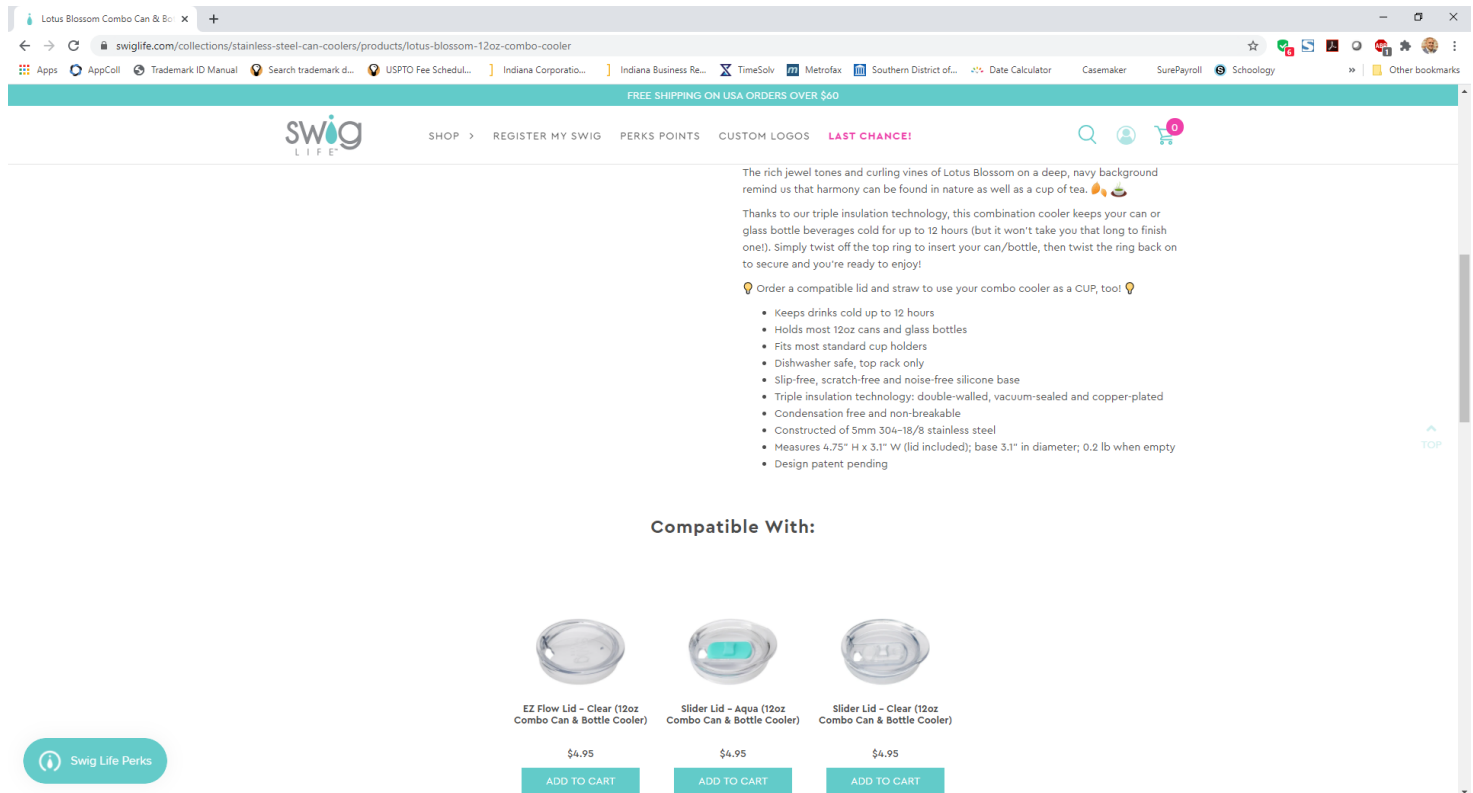 Lotus Blossom Combo Can & Bo
swiglife.com/collections/stainless-steel-can-coolers/products/lotus-blossom-12oz-combo-cooler
6
ABP
1
Apps
AppColl
Trademark ID Manual
Search trademark d...
USPTO Fee Schedul...
Indiana Corporatio...
Indiana Business Re...
TimeSolv
Metrofax
Southern District of...
Date Calculator
Casemaker
SurePayroll
Schoology
»
Other bookmarks
FREE SHIPPING ON USA ORDERS OVER $60
swig
LIFE
SHOP >
REGISTER MY SWIG
PERKS POINTS
CUSTOM LOGOS
LAST CHANCE!
0
The rich jewel tones and curling vines of Lotus Blossom on a deep, navy background
remind us that harmony can be found in nature as well as a cup of tea. 🍂 🍵
Thanks to our triple insulation technology, this combination cooler keeps your can or
glass bottle beverages cold for up to 12 hours (but it won't take you that long to finish
one!). Simply twist off the top ring to insert your can/bottle, then twist the ring back on
to secure and you're ready to enjoy!
💡 Order a compatible lid and straw to use your combo cooler as a CUP, too! 💡
• Keeps drinks cold up to 12 hours
• Holds most 12oz cans and glass bottles
• Fits most standard cup holders
• Dishwasher safe, top rack only
• Slip-free, scratch-free and noise-free silicone base
• Triple insulation technology: double-walled, vacuum-sealed and copper-plated
• Condensation free and non-breakable
• Constructed of 5mm 304-18/8 stainless steel
• Measures 4.75" H x 3.1" W (lid included); base 3.1" in diameter; 0.2 lb when empty
• Design patent pending
TOP
Compatible With:
EZ Flow Lid - Clear (12oz
Combo Can & Bottle Cooler)
$4.95
ADD TO CART
Slider Lid - Aqua (12oz
Combo Can & Bottle Cooler)
$4.95
ADD TO CART
Slider Lid - Clear (12oz
Combo Can & Bottle Cooler)
$4.95
ADD TO CART
Swig Life Perks